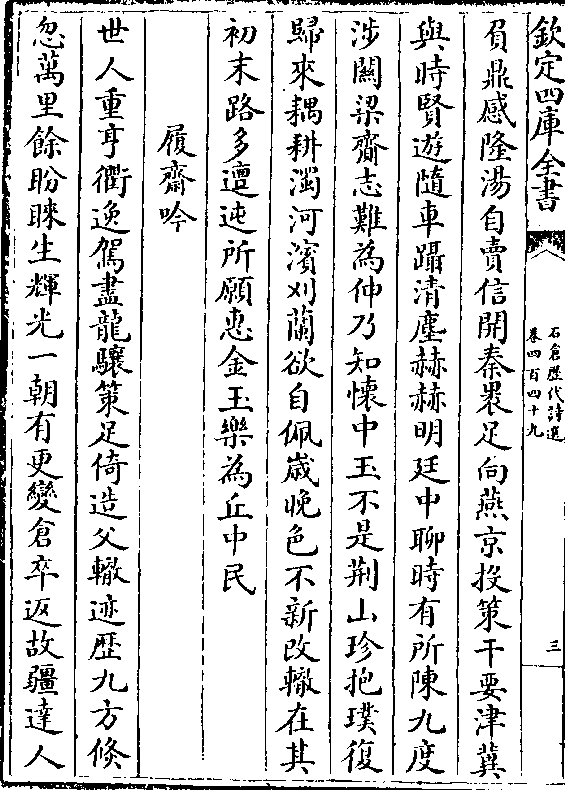 欽定四庫全書
石倉歴代詩選
卷四百四十九
三
負鼎感隆湯自賣信開秦褁足向燕京投策干要津冀
與時賢遊隨車躡清塵赫赫明廷中聊時有所陳九度
涉關梁齋志難為伸乃知懷中玉不是荆山珍抱璞復
歸來耦耕濁河濱刈蘭欲自佩嵗晚色不新改轍在其
初末路多邅迍所願惠金玉樂為丘中民
履齋吟
世人重亨衢逸駕盡龍驤策足倚造父轍迹歴九方倐
忽萬里餘盼睞生輝光一朝有更變倉卒返故疆達人